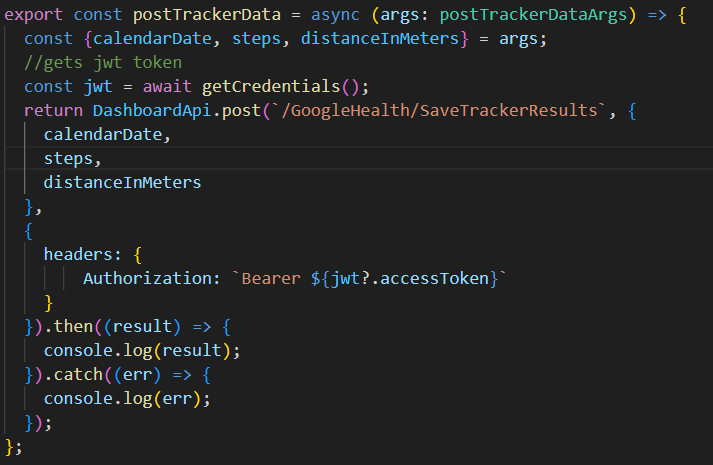 export const postTrackerData = async (args: postTrackerDataArgs) => {
  const {calendarDate, steps, distanceInMeters} = args;
  //gets jwt token
  const jwt = await getCredentials();
  return DashboardApi.post(`/GoogleHealth/SaveTrackerResults`, {
    calendarDate,
    steps,
    distanceInMeters
  },
  {
    headers: {
        Authorization: `Bearer ${jwt?.accessToken}`
    }
  }).then((result) => {
    console.log(result);
  }).catch((err) => {
    console.log(err);
  });
};